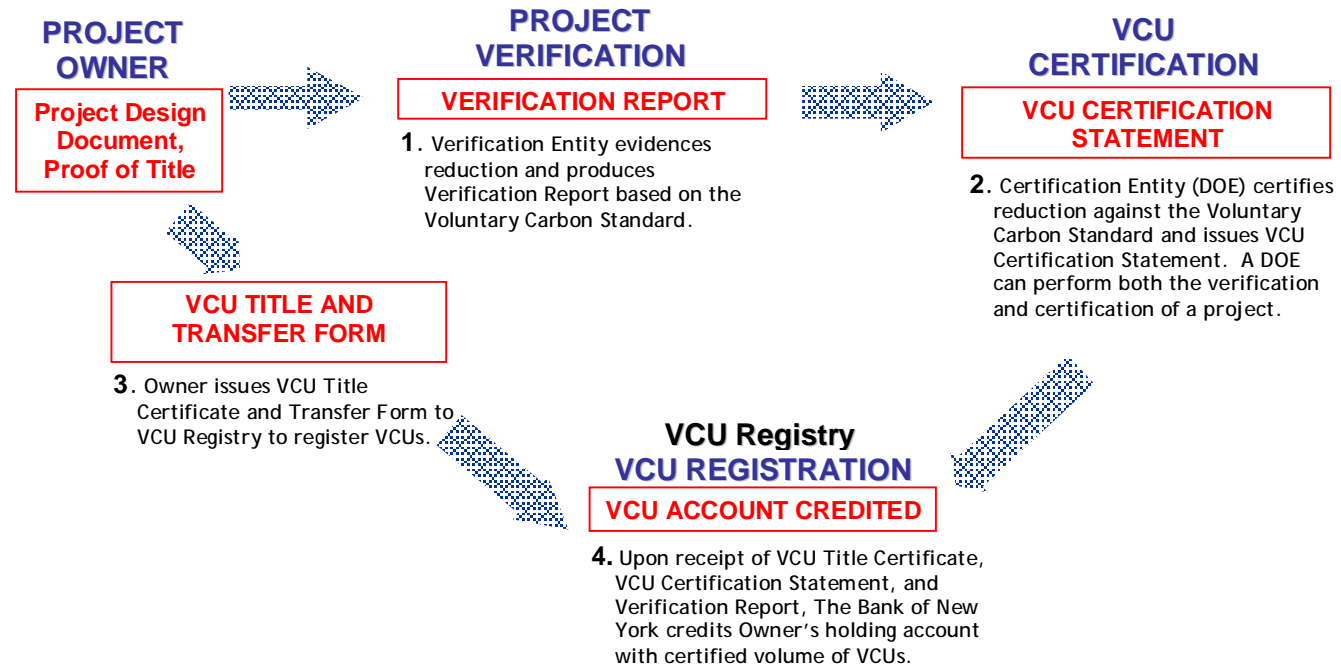 PROJECT
OWNER
Project Design
Document,
Proof of Title
PROJECT
VERIFICATION
VERIFICATION REPORT
1. Verification Entity evidences
reduction and produces
Verification Report based on the
Voluntary Carbon Standard.
VCU
CERTIFICATION
VCU CERTIFICATION
STATEMENT
2. Certification Entity (DOE) certifies
reduction against the Voluntary
Carbon Standard and issues VCU
Certification Statement. A DOE
can perform both the verification
and certification of a project.
VCU TITLE AND
TRANSFER FORM
3. Owner issues VCU Title
Certificate and Transfer Form to
VCU Registry to register VCUs.
VCU Registry
VCU REGISTRATION
VCU ACCOUNT CREDITED
4. Upon receipt of VCU Title Certificate,
VCU Certification Statement, and
Verification Report, The Bank of New
York credits Owner's holding account
with certified volume of VCUs.